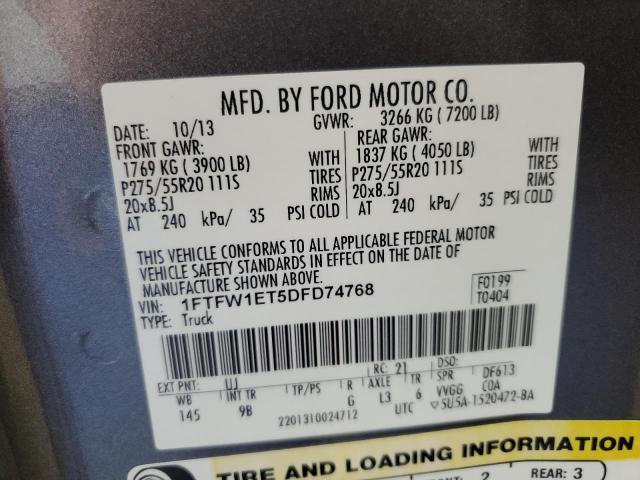 MFD. BY FORD MOTOR CO.
DATE: 10/13 GVWR: 3266 KG ( 7200 LB)
FRONT GAWR: REAR GAWR:
1769 KG ( 3900 LB) WITH 1837 KG ( 4050 LB) WITH
P275/55R20 111S TIRES P275/55R20 111S TIRES
20x8.5J RIMS 20x8.5J RIMS
AT 240 kPa/ 35 PSI COLD AT 240 kPa/ 35 PSI COLD
THIS VEHICLE CONFORMS TO ALL APPLICABLE FEDERAL MOTOR
VEHICLE SAFETY STANDARDS IN EFFECT ON THE DATE OF
MANUFACTURE SHOWN ABOVE.
VIN: 1FTFW1ET5DFD74768 F0199
TYPE: Truck T0404
EXT PNT: UJ RC: 21 DSO:
WB INT TR TP/PS R AXLE TR SPR DF613
145 9B G L3 6 VVGG COA
2201310024712 UTC ▽5U5A-1520472-BA
TIRE AND LOADING INFORMATION
2 REAR: 3